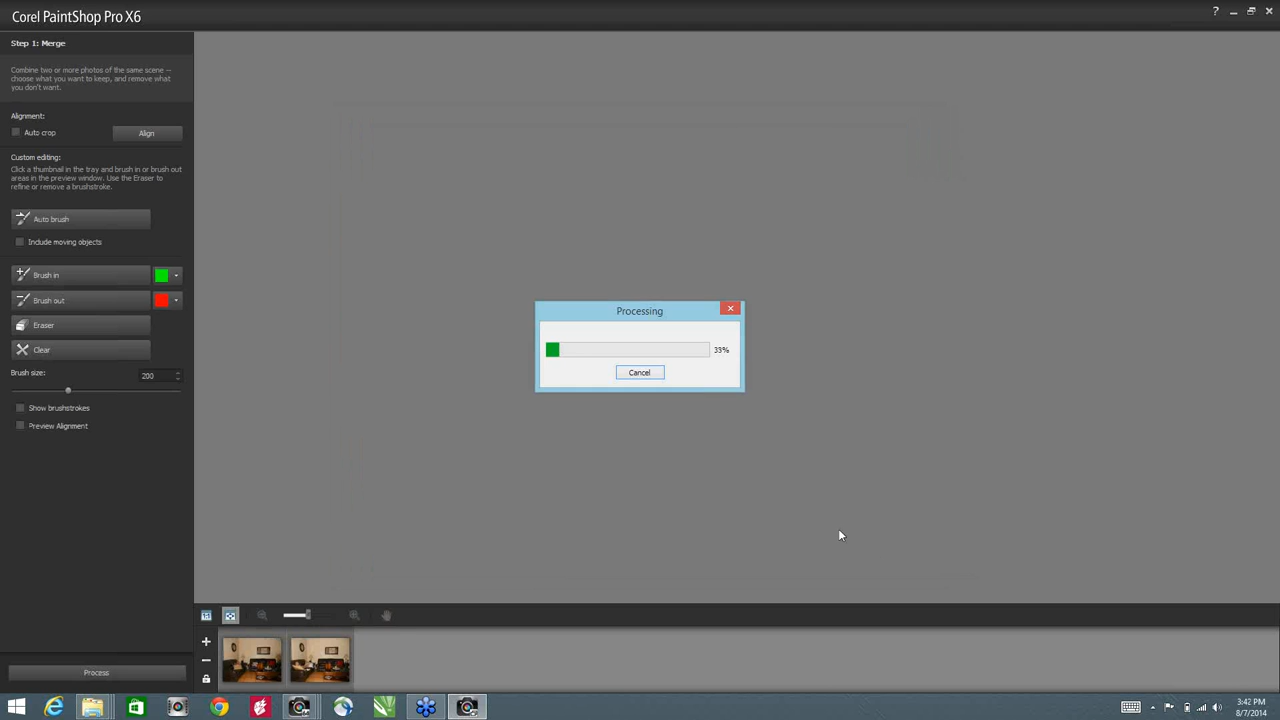 Corel PaintShop Pro X6
Step 1: Merge
Combine two or more photos of the same scene --
choose what you want to keep, and remove what
you don't want.
Alignment:
Auto crop
Align
Custom editing:
Click a thumbnail in the tray and brush in or brush out
areas in the preview window. Use the Eraser to
refine or remove a brushstroke.
Auto brush
Include moving objects
Brush in
Brush out
Eraser
Clear
Brush size:
200
Show brushstrokes
Preview Alignment
Process
Processing
33%
Cancel
3:42 PM
8/7/2014